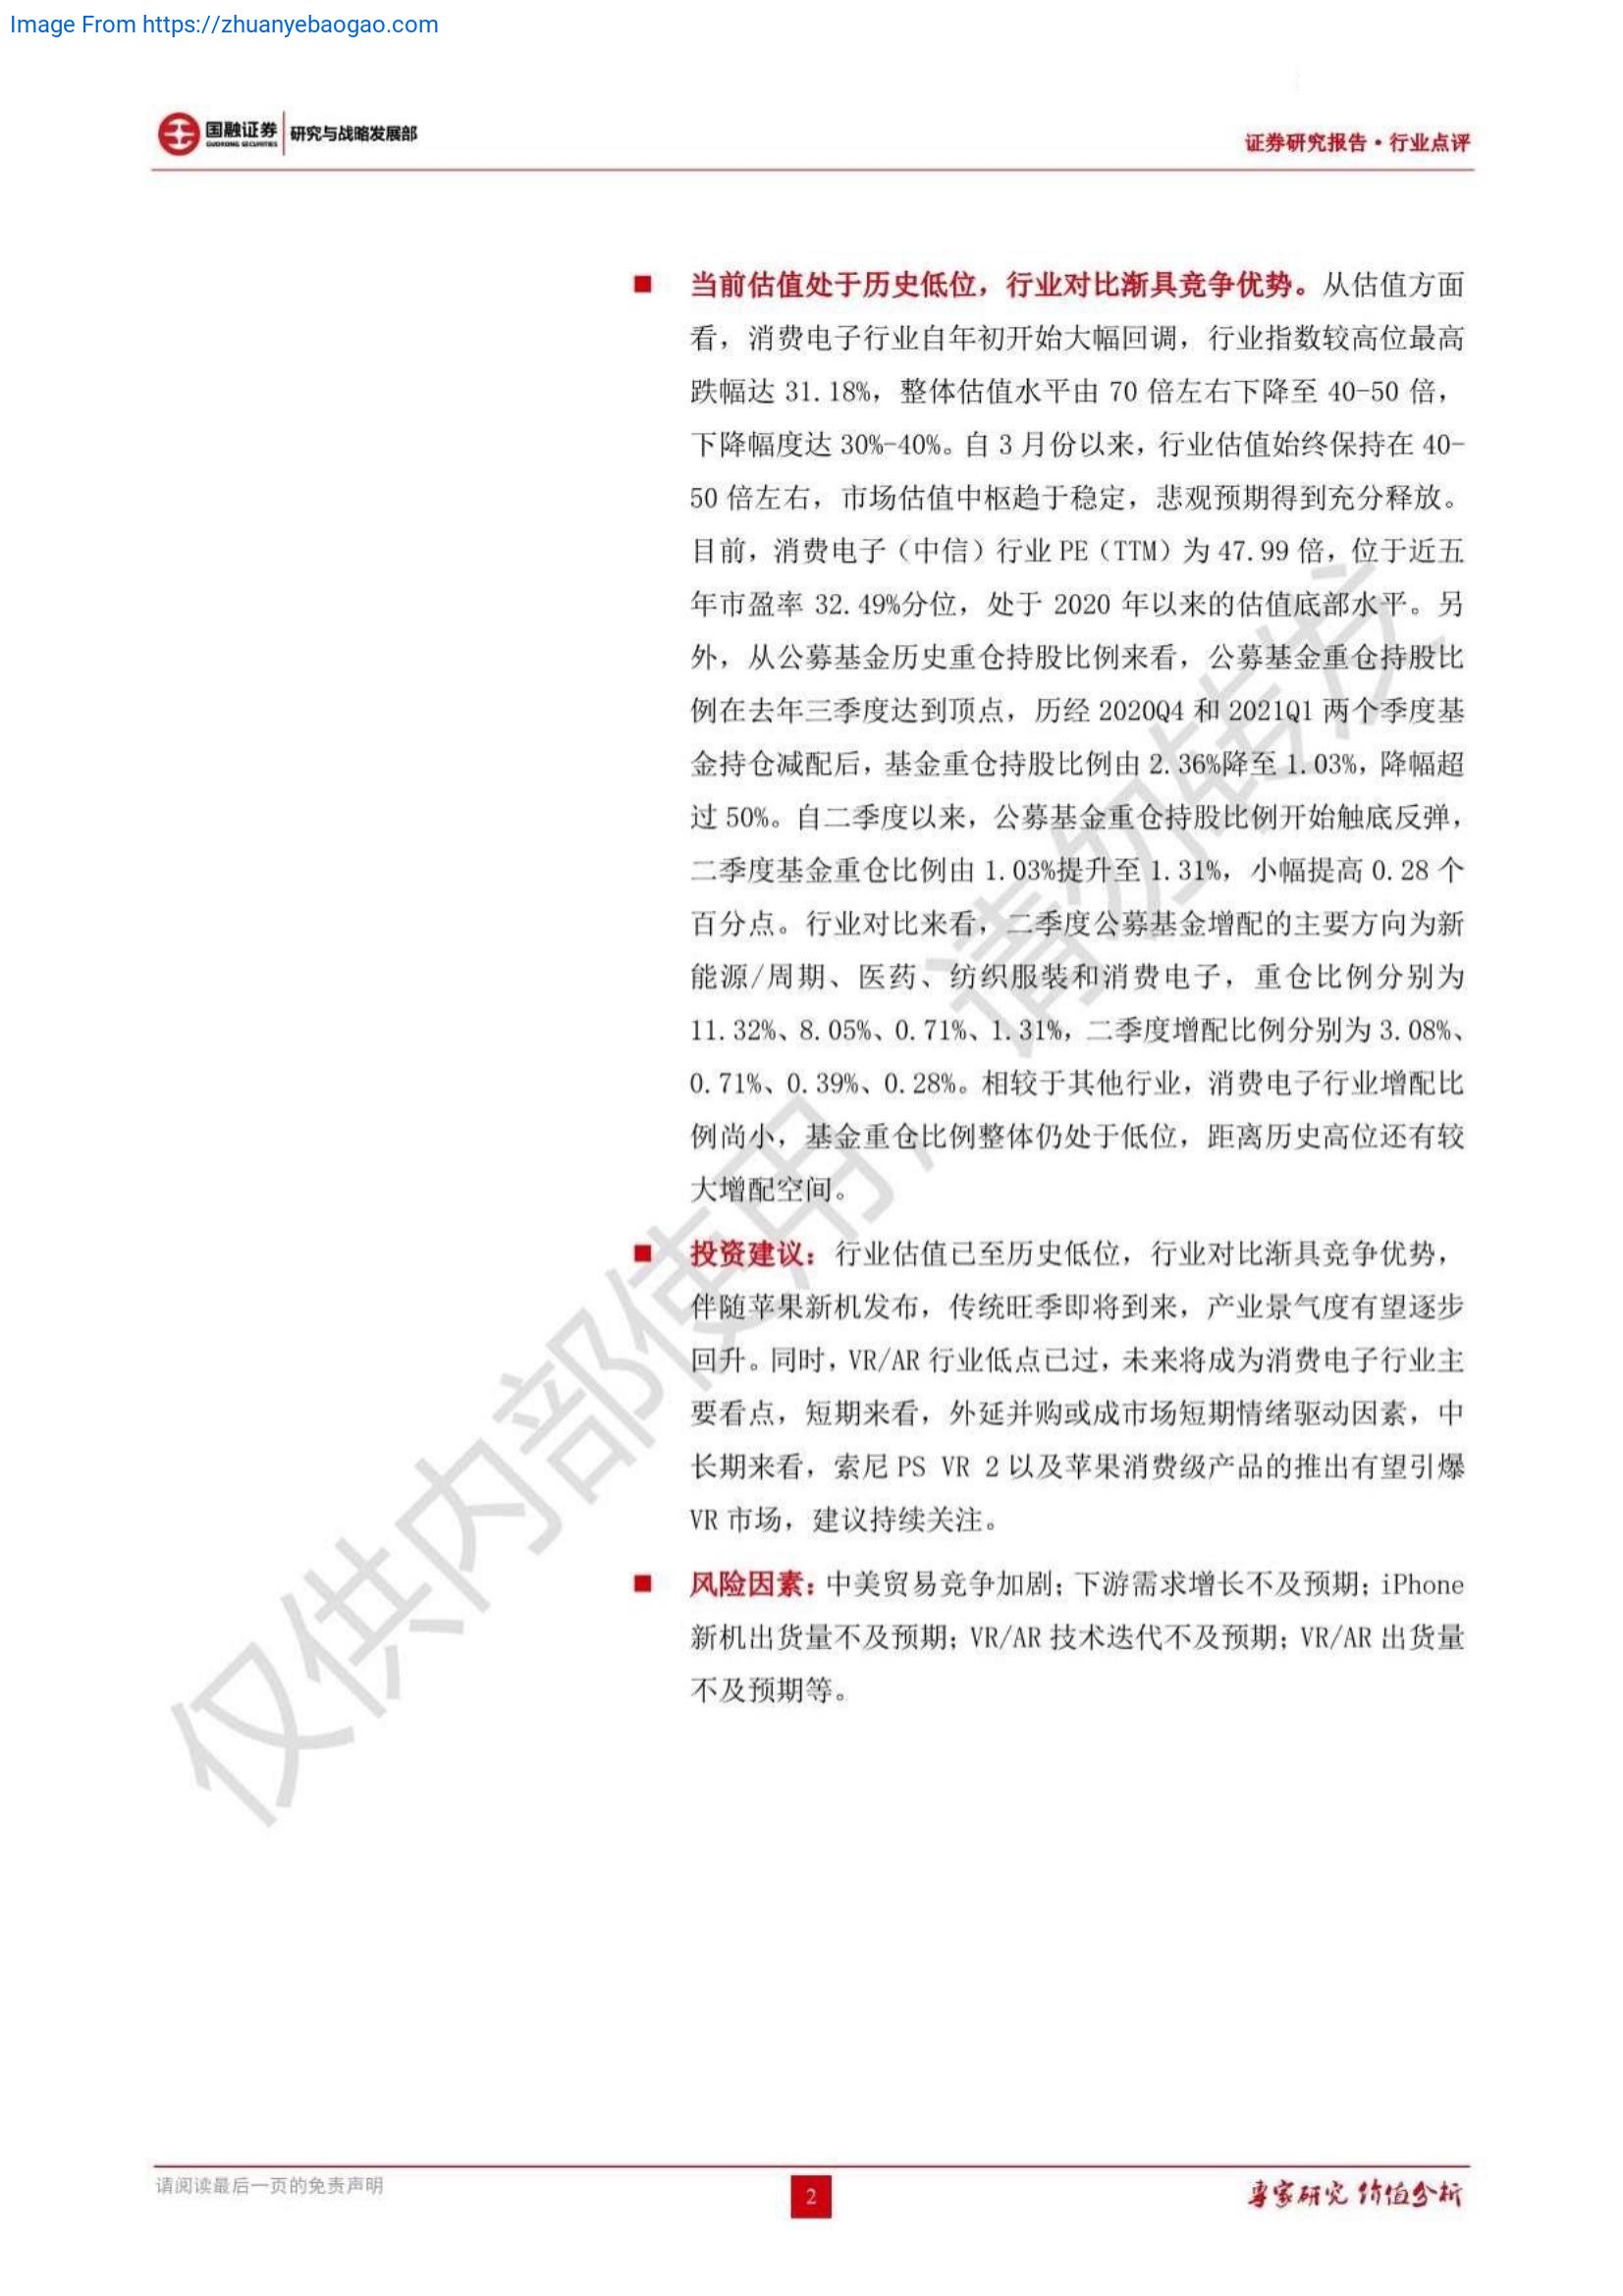 Image From https://zhuanyebaogao.com
国融证券 研究与战略发展部
GUORONG SECURITIES
证券研究报告·行业点评
■ 当前估值处于历史低位，行业对比渐具竞争优势。从估值方面
看，消费电子行业自年初开始大幅回调，行业指数较高位最高
跌幅达 31.18%，整体估值水平由 70 倍左右下降至 40-50 倍，
下降幅度达 30%-40%。自 3 月份以来，行业估值始终保持在 40-
50 倍左右，市场估值中枢趋于稳定，悲观预期得到充分释放。
目前，消费电子（中信）行业 PE（TTM）为 47.99 倍，位于近五
年市盈率 32.49%分位，处于 2020 年以来的估值底部水平。另
外，从公募基金历史重仓持股比例来看，公募基金重仓持股比
例在去年三季度达到顶点，历经 2020Q4 和 2021Q1 两个季度基
金持仓减配后，基金重仓持股比例由 2.36%降至 1.03%，降幅超
过 50%。自二季度以来，公募基金重仓持股比例开始触底反弹，
二季度基金重仓比例由 1.03%提升至 1.31%，小幅提高 0.28 个
百分点。行业对比来看，二季度公募基金增配的主要方向为新
能源/周期、医药、纺织服装和消费电子，重仓比例分别为
11.32%、8.05%、0.71%、1.31%，二季度增配比例分别为 3.08%、
0.71%、0.39%、0.28%。相较于其他行业，消费电子行业增配比
例尚小，基金重仓比例整体仍处于低位，距离历史高位还有较
大增配空间。
■ 投资建议：行业估值已至历史低位，行业对比渐具竞争优势，
伴随苹果新机发布，传统旺季即将到来，产业景气度有望逐步
回升。同时，VR/AR 行业低点已过，未来将成为消费电子行业主
要看点，短期来看，外延并购或成市场短期情绪驱动因素，中
长期来看，索尼 PS VR 2 以及苹果消费级产品的推出有望引爆
VR 市场，建议持续关注。
■ 风险因素：中美贸易竞争加剧；下游需求增长不及预期；iPhone
新机出货量不及预期；VR/AR 技术迭代不及预期；VR/AR 出货量
不及预期等。
仅供内部使用，请勿转发
请阅读最后一页的免责声明
2
专家研究 价值分析